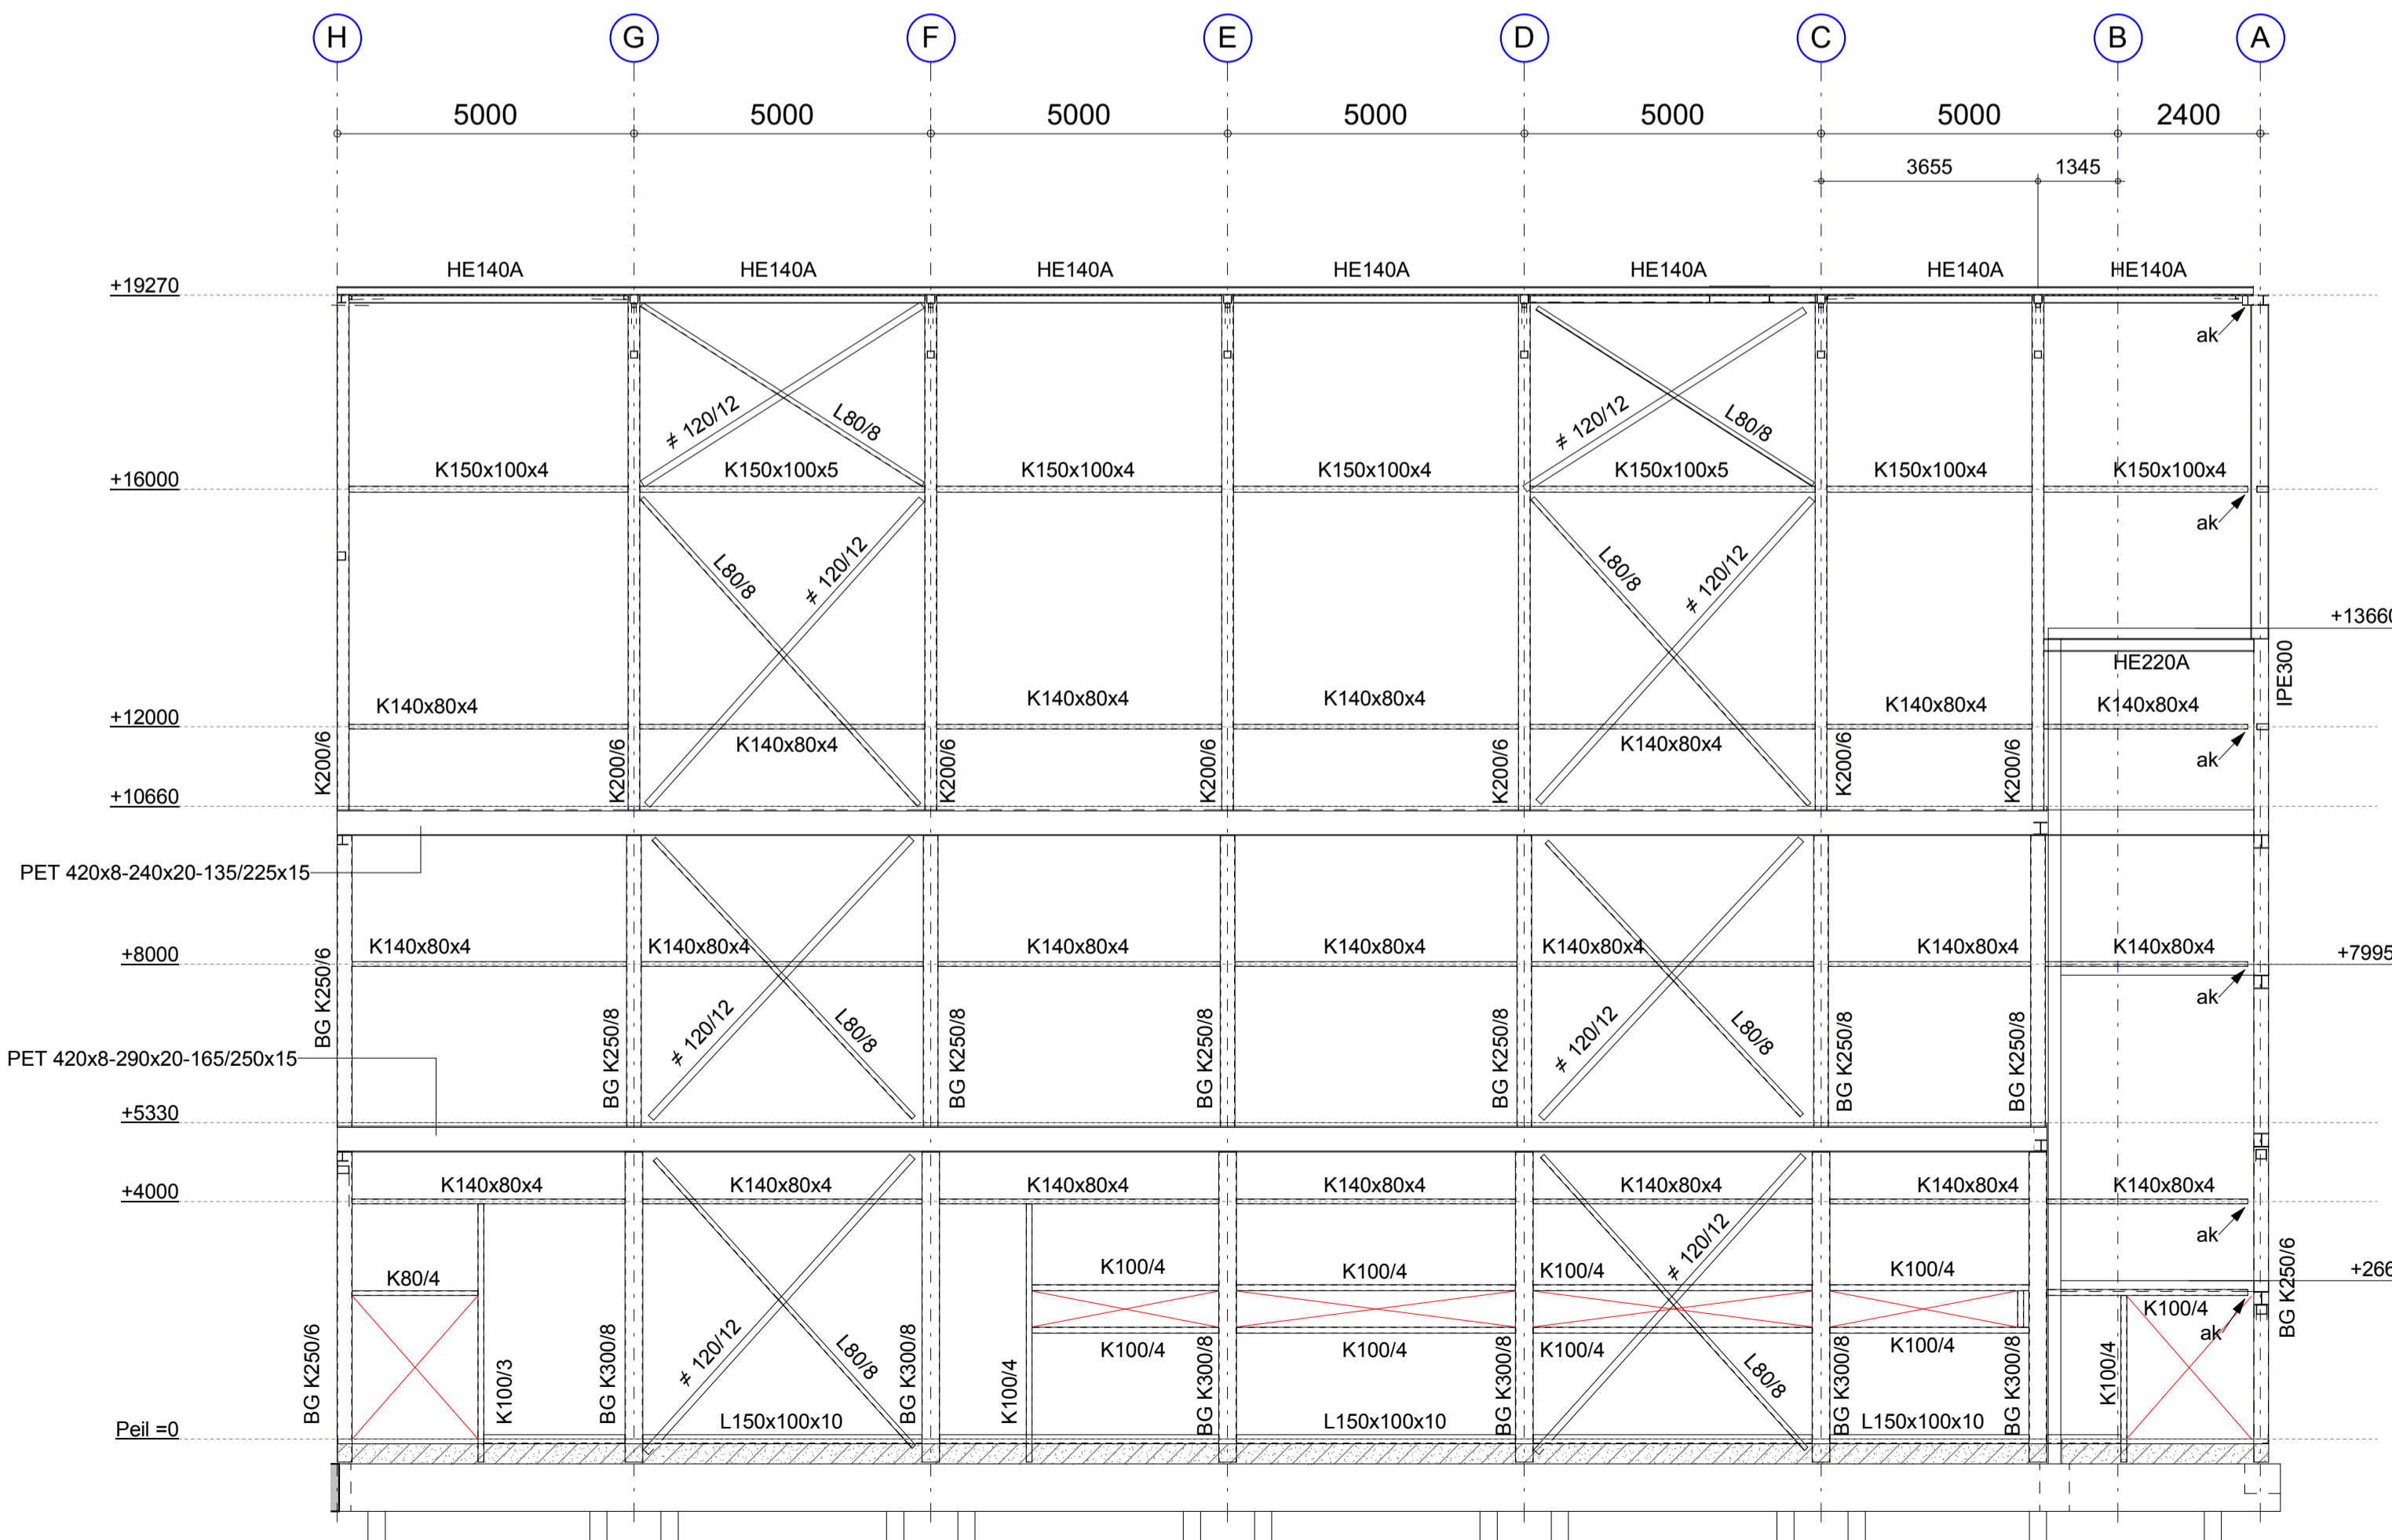 H G F E D C B A
5000 5000 5000 5000 5000 5000 2400
3655 1345
HE140A HE140A HE140A HE140A HE140A HE140A HE140A
+19270
ak
≠ 120/12 L80/8 ≠ 120/12 L80/8
+16000 K150x100x4 K150x100x5 K150x100x4 K150x100x4 K150x100x5 K150x100x4 K150x100x4
ak
L80/8 ≠ 120/12 L80/8 ≠ 120/12
+13660
HE220A
IPE300
+12000 K140x80x4 K140x80x4 K140x80x4 K140x80x4 K140x80x4
K140x80x4 K140x80x4
ak
K200/6 K200/6 K200/6 K200/6 K200/6 K200/6 K200/6
+10660
PET 420x8-240x20-135/225x15
+8000 K140x80x4 K140x80x4 K140x80x4 K140x80x4 K140x80x4 K140x80x4 K140x80x4 +7995
ak
BG K250/6 BG K250/8 BG K250/8 BG K250/8 BG K250/8 BG K250/8 BG K250/8
≠ 120/12 L80/8 ≠ 120/12 L80/8
PET 420x8-290x20-165/250x15
+5330
+4000 K140x80x4 K140x80x4 K140x80x4 K140x80x4 K140x80x4 K140x80x4 K140x80x4
ak
≠ 120/12
K80/4 K100/4 K100/4 K100/4 K100/4
+266
K100/4
ak
BG K250/6
K100/4 K100/4 K100/4 K100/4
≠ 120/12 L80/8 L80/8
BG K250/6 K100/3 BG K300/8 BG K300/8 K100/4 BG K300/8 BG K300/8 BG K300/8 BG K300/8 K100/4
L150x100x10 L150x100x10 L150x100x10
Peil =0